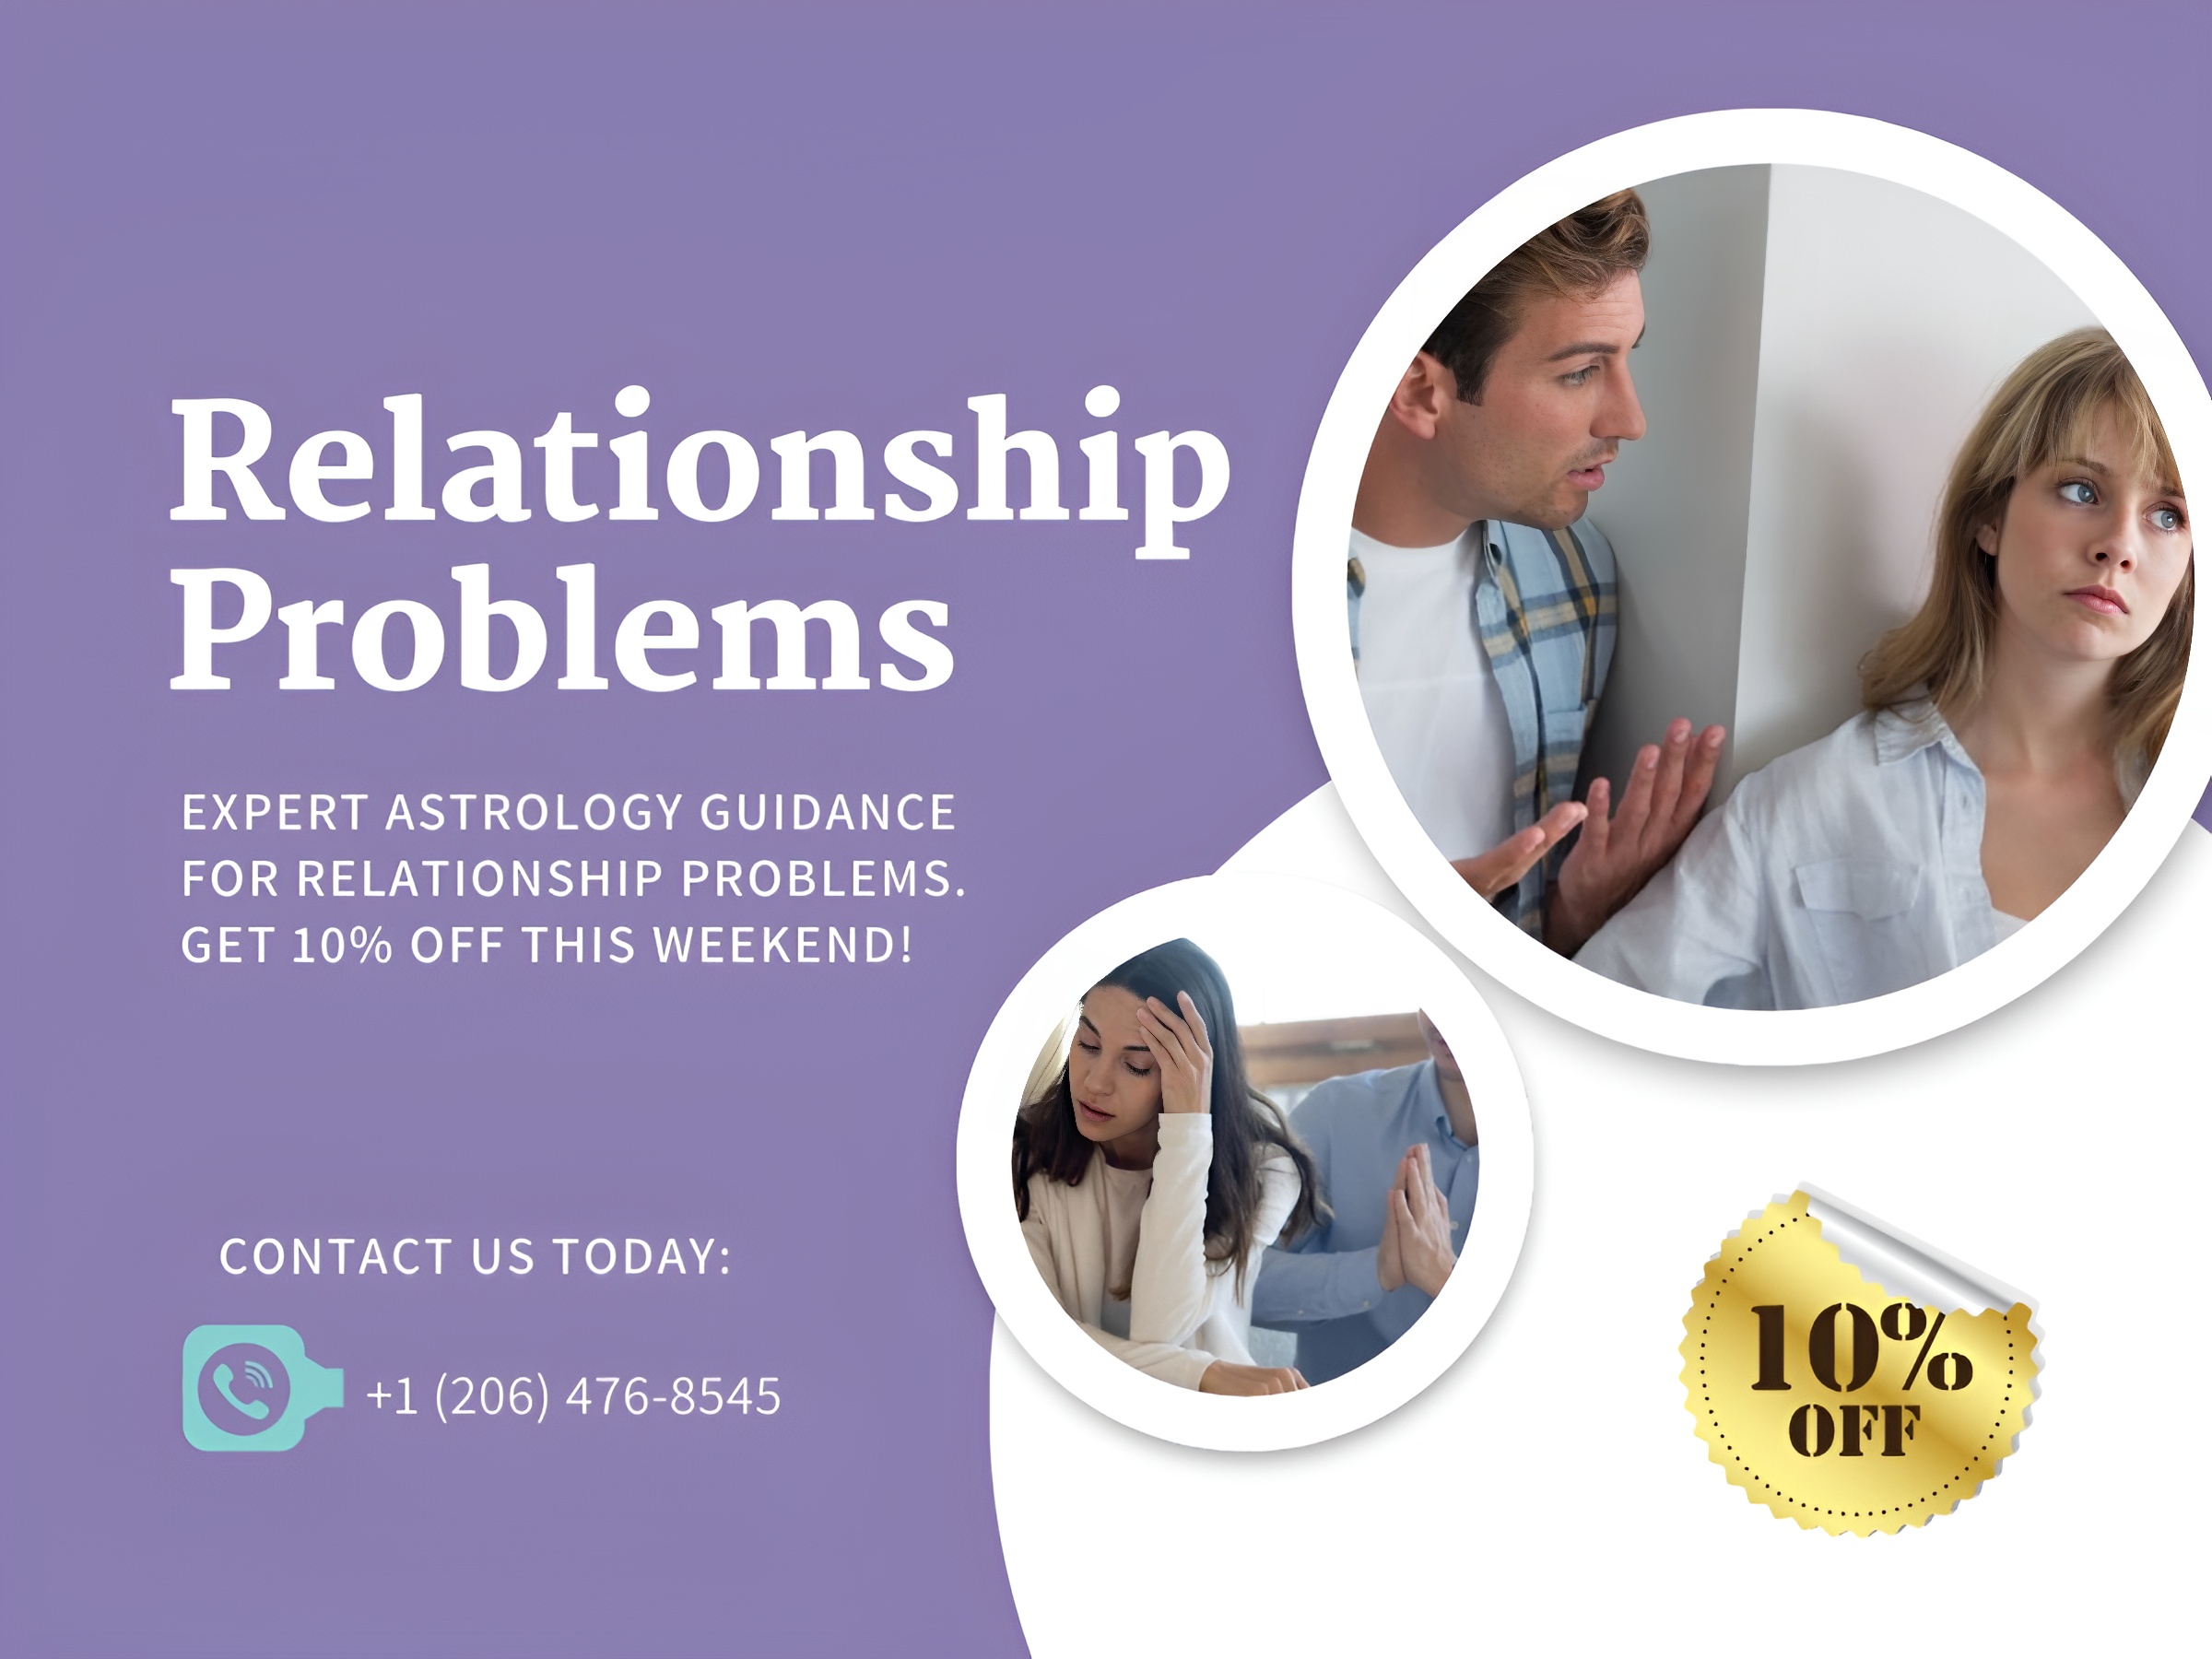 Relationship
Problems
EXPERT ASTROLOGY GUIDANCE
FOR RELATIONSHIP PROBLEMS.
GET 10% OFF THIS WEEKEND!
CONTACT US TODAY:
+1 (206) 476-8545
10%
OFF